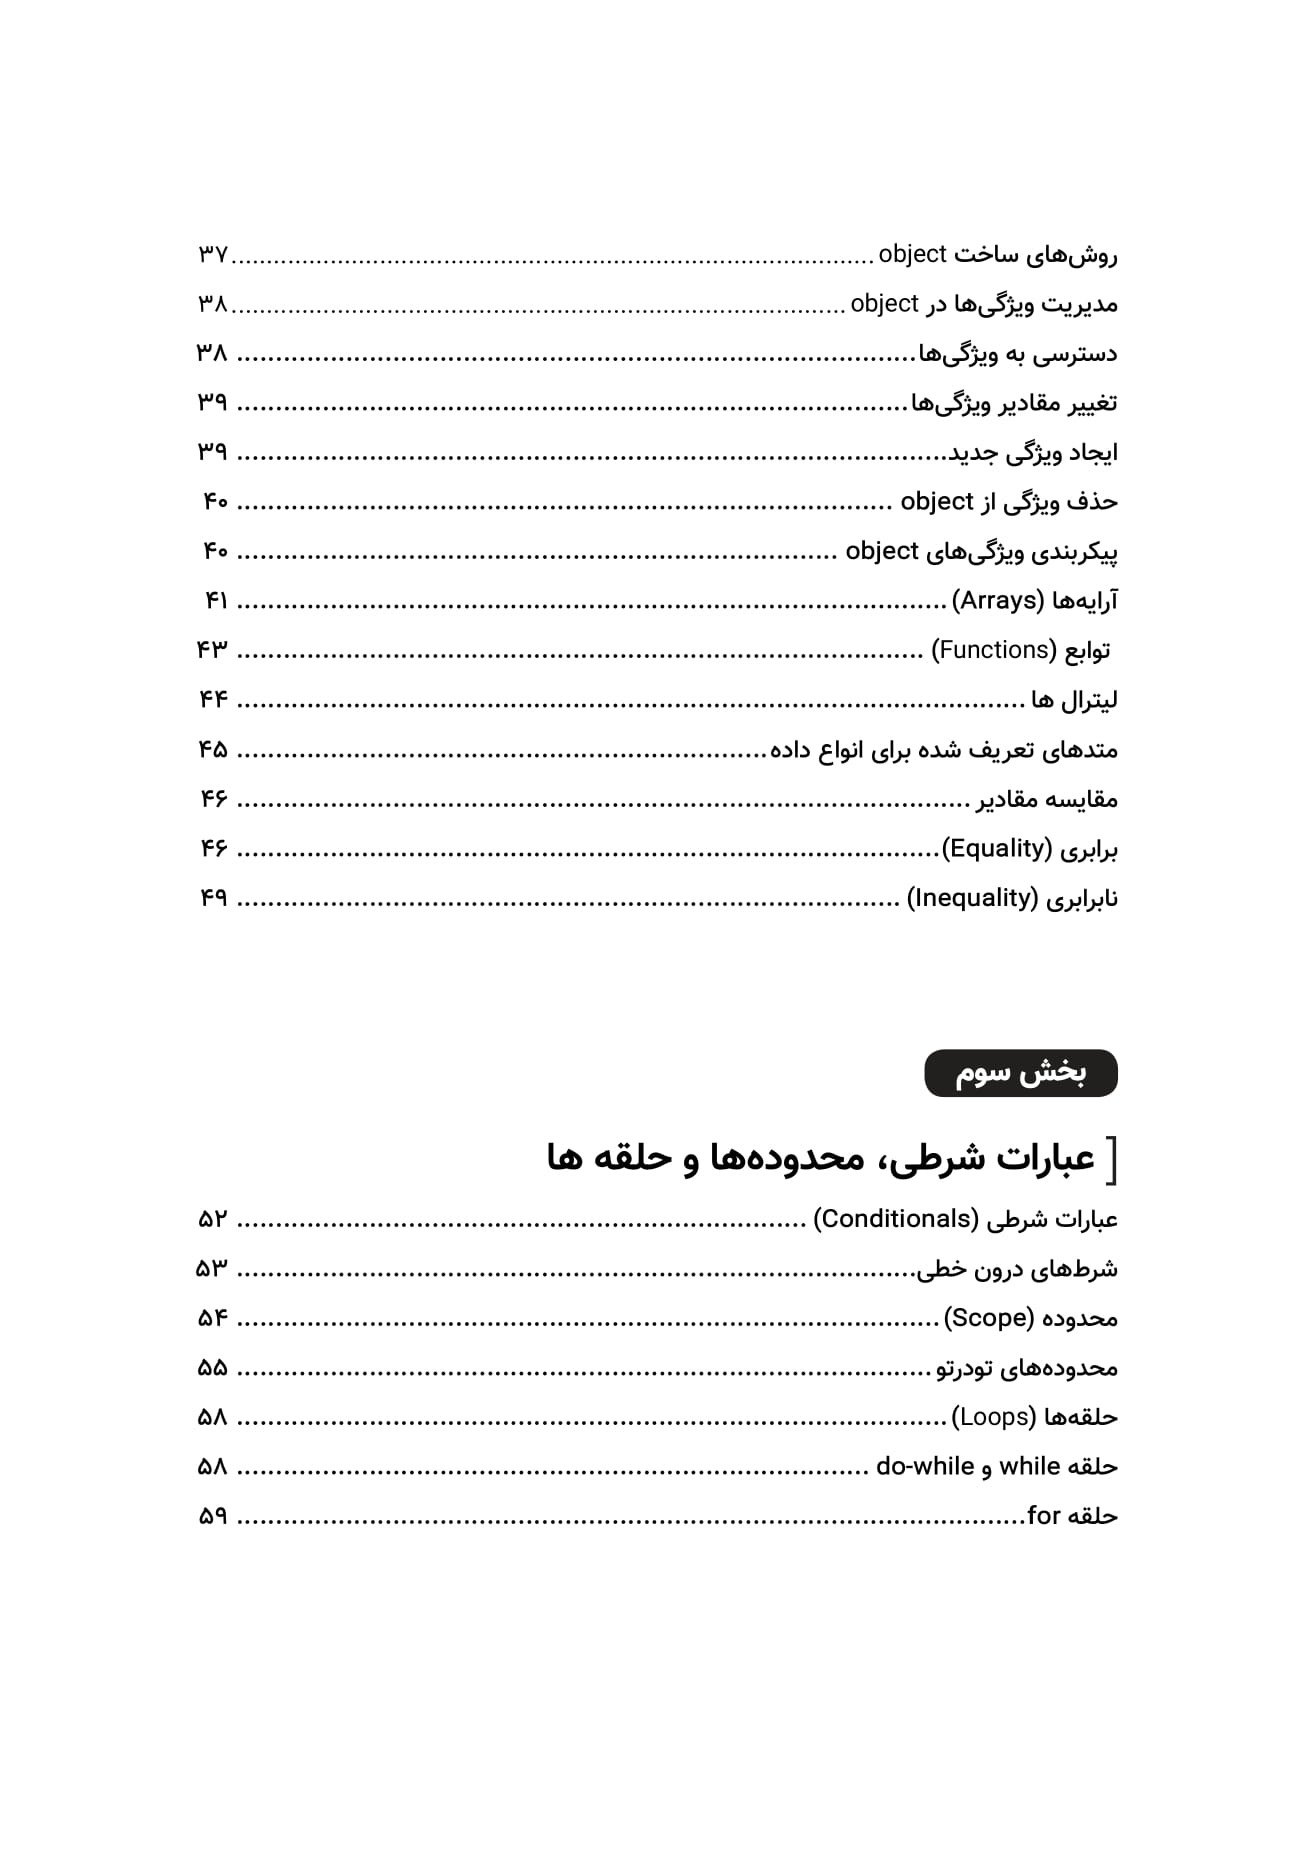 روش‌های ساخت object ........ ۳۷
مدیریت ویژگی‌ها در object ........ ۳۸
دسترسی به ویژگی‌ها ........ ۳۸
تغییر مقادیر ویژگی‌ها ........ ۳۹
ایجاد ویژگی جدید ........ ۳۹
حذف ویژگی از object ........ ۴۰
پیکربندی ویژگی‌های object ........ ۴۰
آرایه‌ها (Arrays) ........ ۴۱
توابع (Functions) ........ ۴۳
لیترال ها ........ ۴۴
متدهای تعریف شده برای انواع داده ........ ۴۵
مقایسه مقادیر ........ ۴۶
برابری (Equality) ........ ۴۶
نابرابری (Inequality) ........ ۴۹
بخش سوم
[ عبارات شرطی، محدوده‌ها و حلقه ها
عبارات شرطی (Conditionals) ........ ۵۲
شرط‌های درون خطی ........ ۵۳
محدوده (Scope) ........ ۵۴
محدوده‌های تودرتو ........ ۵۵
حلقه‌ها (Loops) ........ ۵۸
حلقه while و do-while ........ ۵۸
حلقه for ........ ۵۹